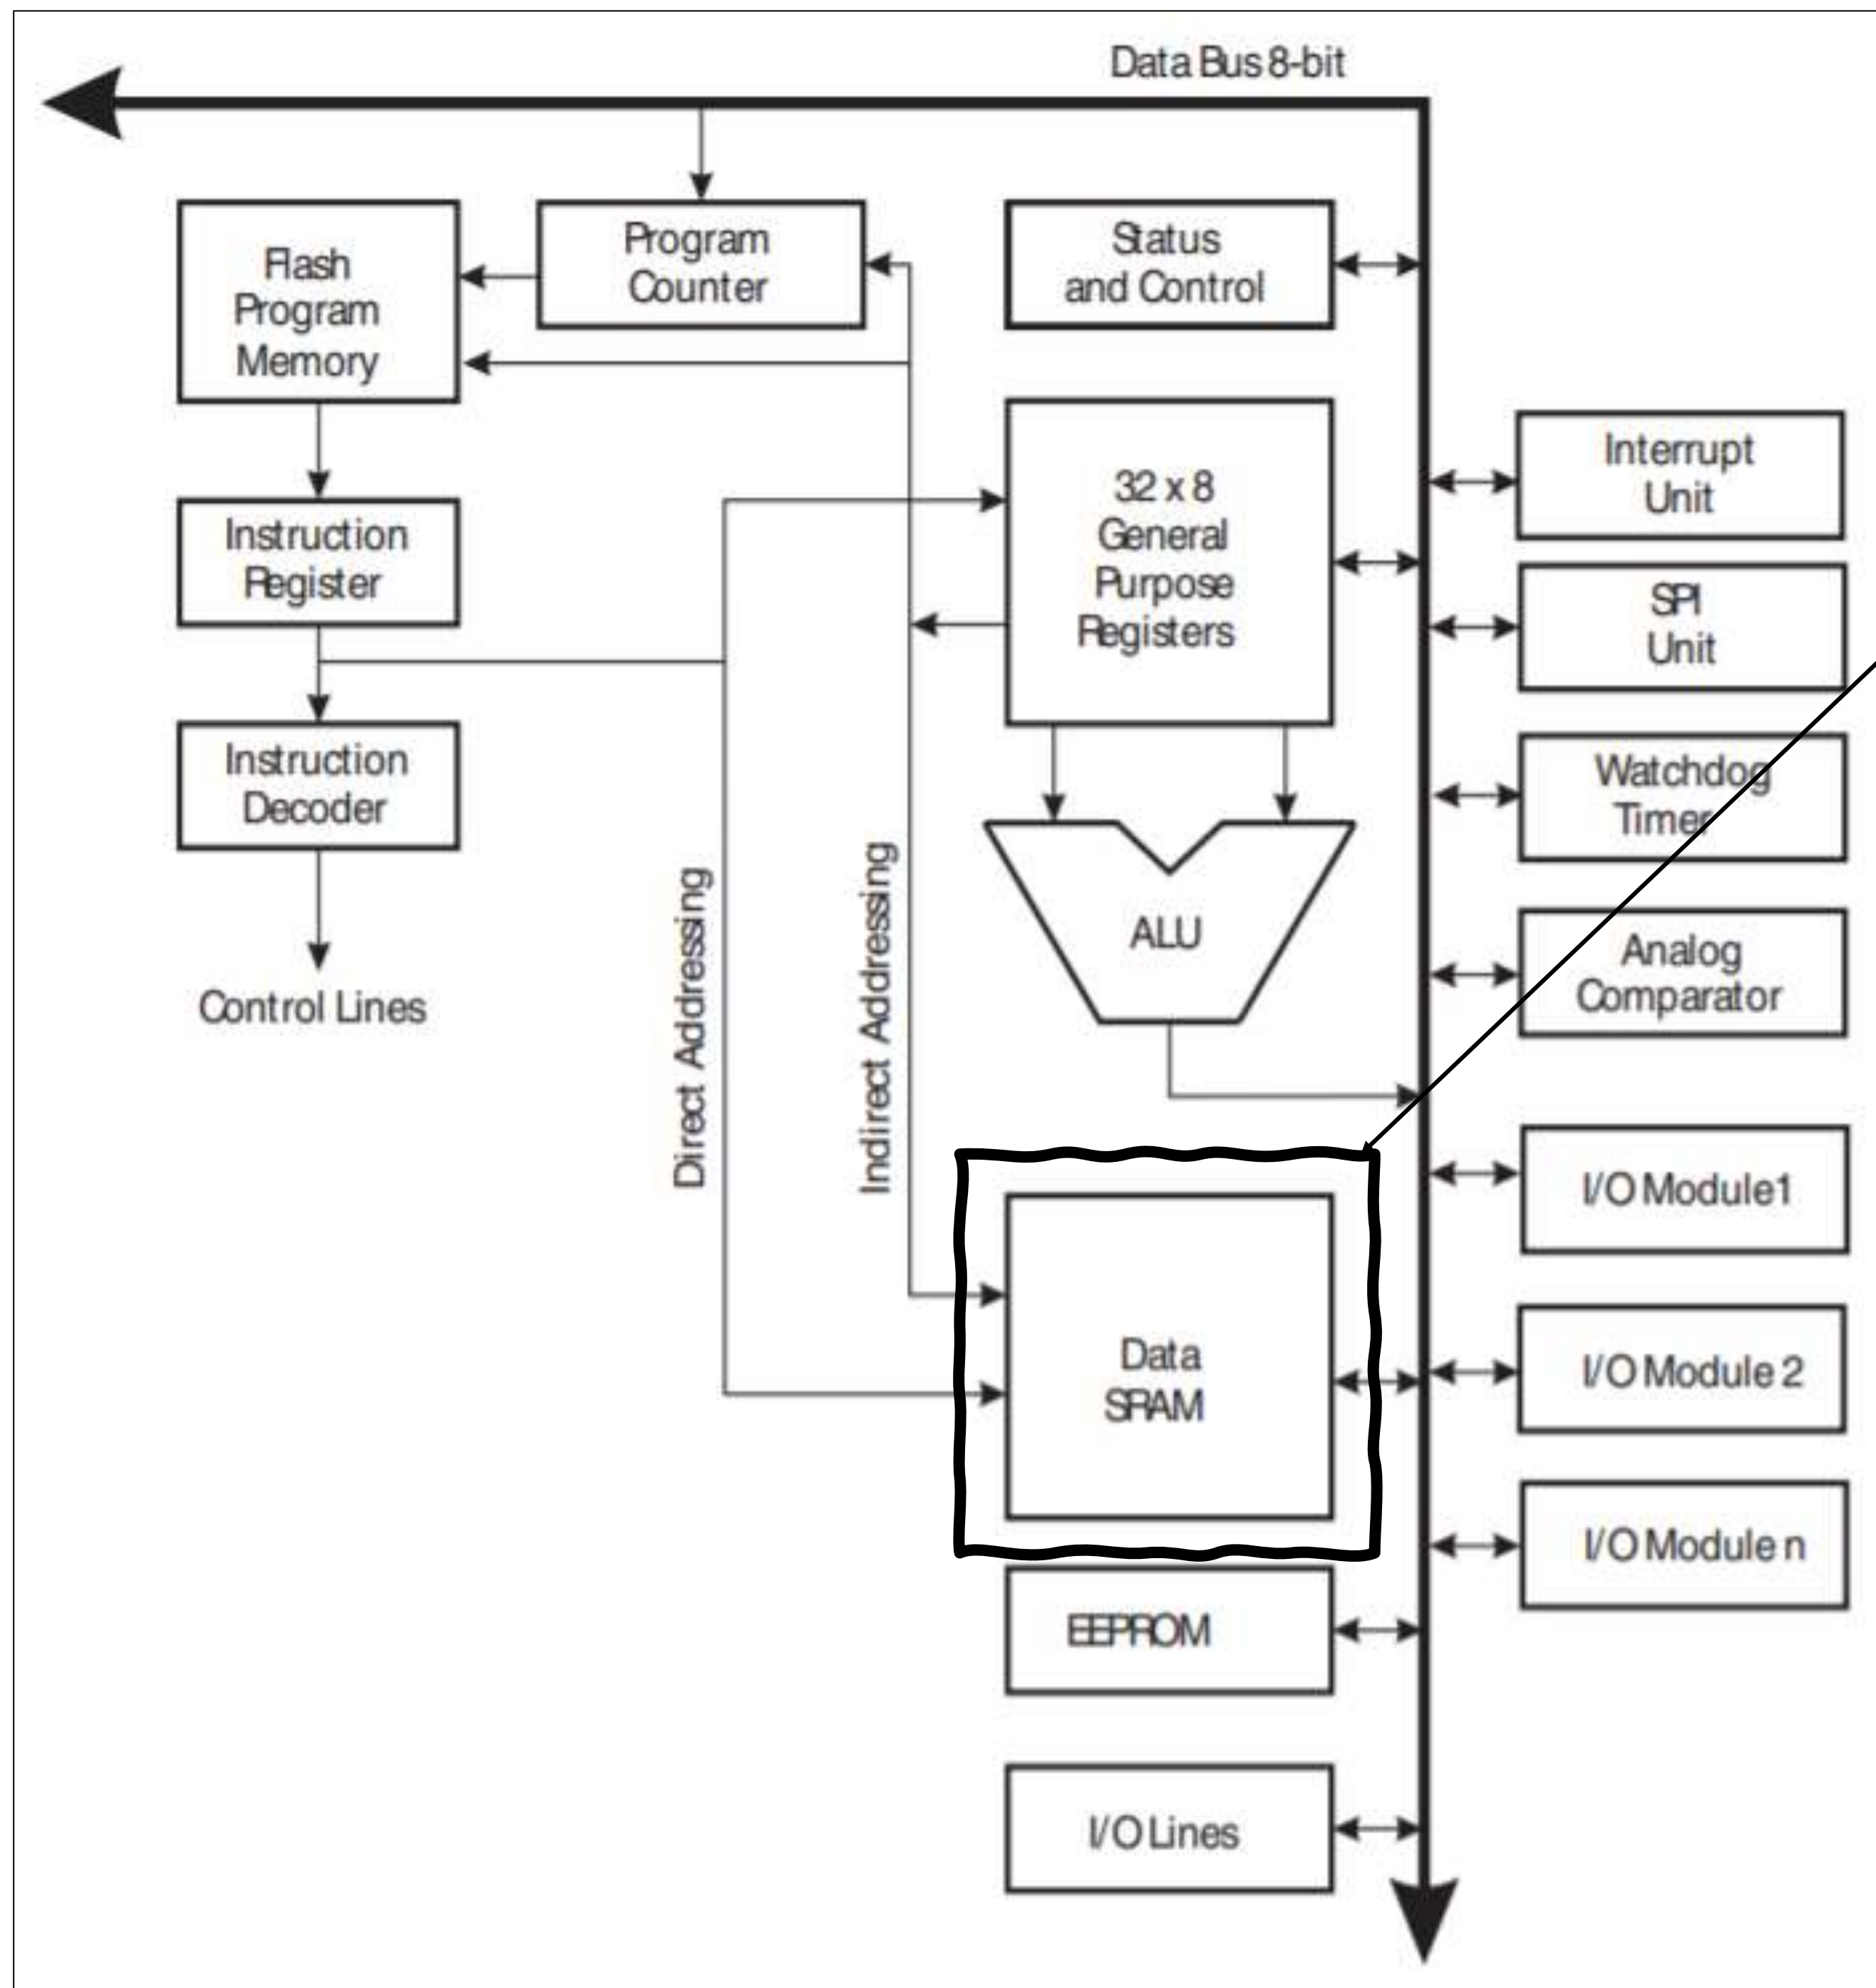 Data Bus 8-bit
Flash
Program
Memory
Program
Counter
Status
and Control
Instruction
Register
32 x 8
General
Purpose
Registers
Interrupt
Unit
SPI
Unit
Instruction
Decoder
Watchdog
Timer
Control Lines
Direct Addressing
Indirect Addressing
ALU
Analog
Comparator
I/O Module1
Data
SRAM
I/O Module 2
I/O Module n
EEPROM
I/O Lines